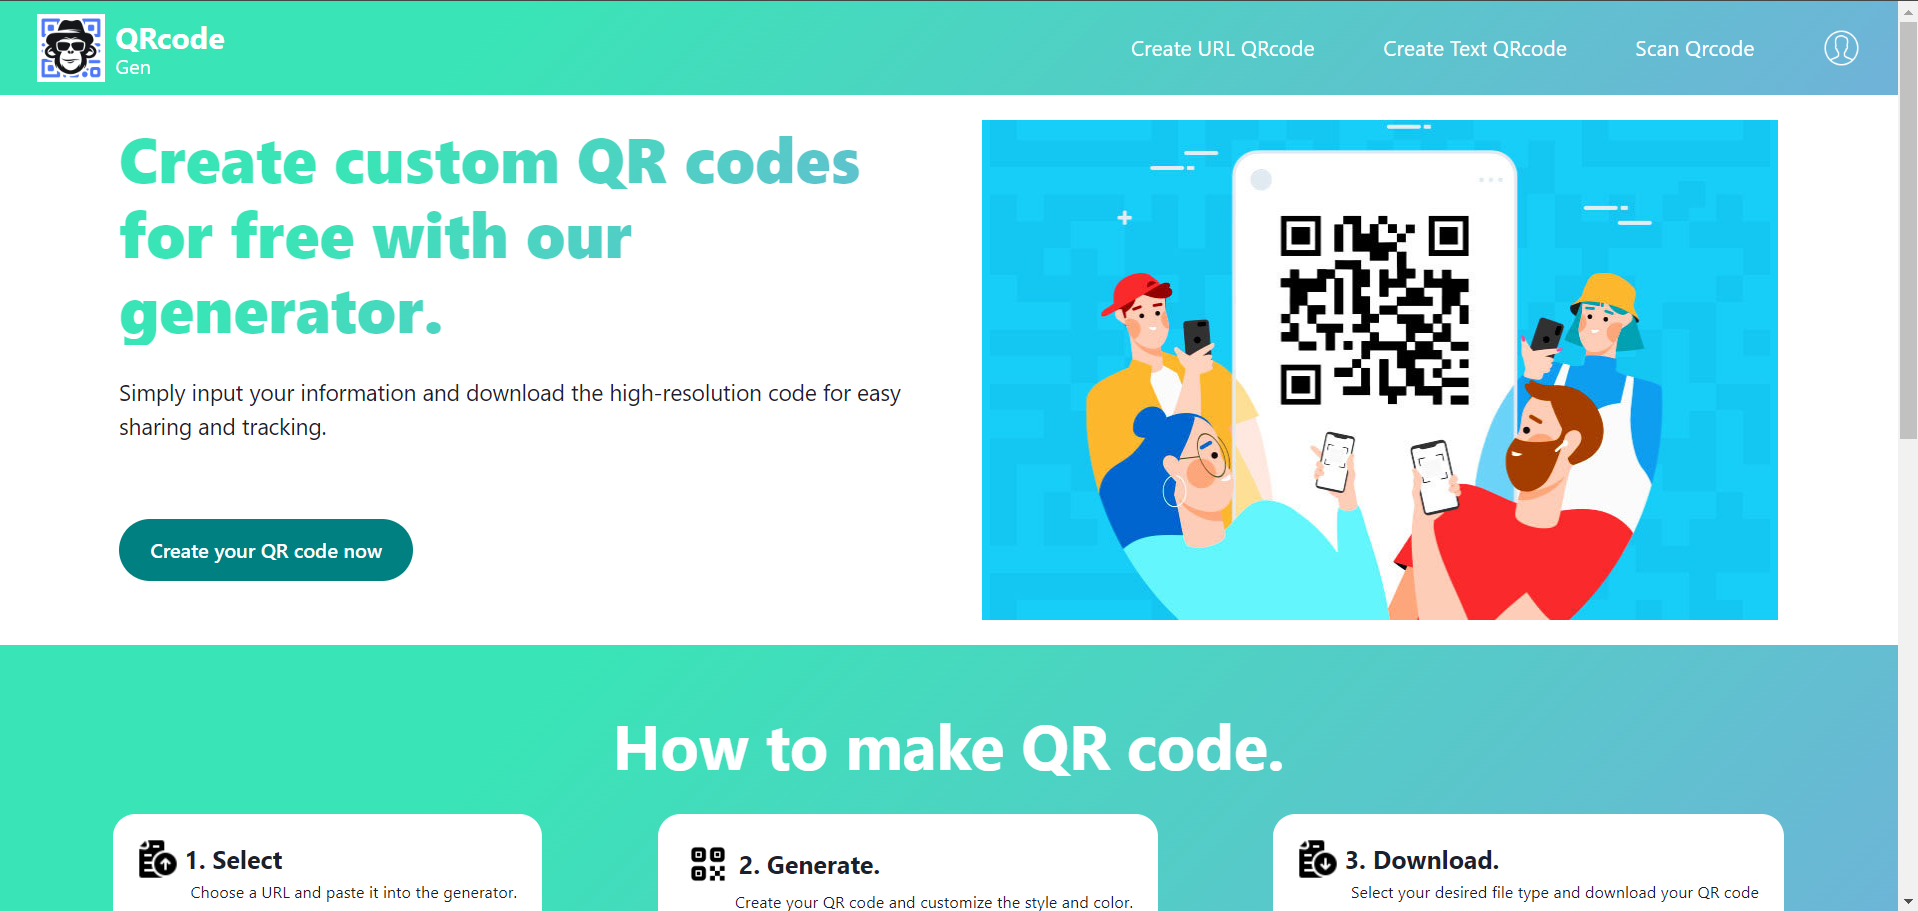 QRcode
Gen
Create URL QRcode
Create Text QRcode
Scan Qrcode
Create custom QR codes
for free with our
generator.
Simply input your information and download the high-resolution code for easy
sharing and tracking.
Create your QR code now
How to make QR code.
1. Select
Choose a URL and paste it into the generator.
2. Generate.
Create your QR code and customize the style and color.
3. Download.
Select your desired file type and download your QR code